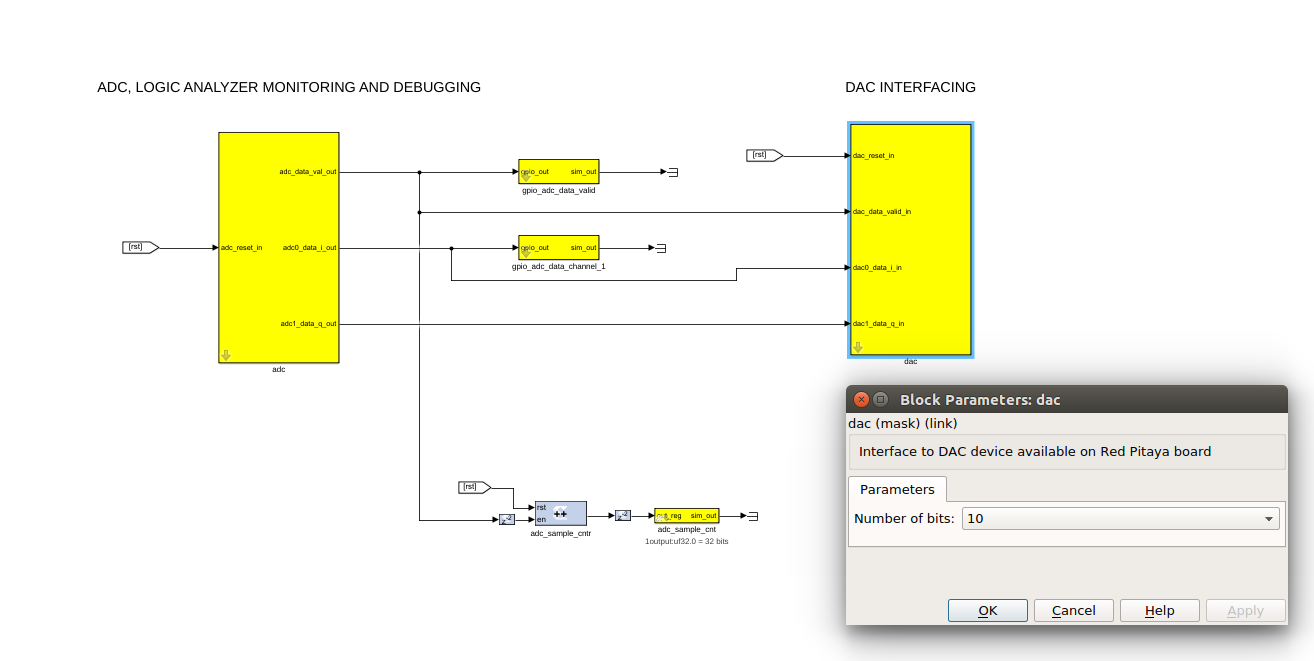 ADC, LOGIC ANALYZER MONITORING AND DEBUGGING
DAC INTERFACING
[rst]
adc_reset_in
adc_data_val_out
adc0_data_i_out
adc1_data_q_out
adc
gpio_out sim_out
gpio_adc_data_valid
gpio_out sim_out
gpio_adc_data_channel_1
[rst]
dac_reset_in
dac_data_valid_in
dac0_data_i_in
dac1_data_q_in
dac
[rst]
z-2
rst
en
++
adc_sample_cntr
z-2
sim_out
adc_sample_cnt
1output:uf32.0 = 32 bits
Block Parameters: dac
dac (mask) (link)
Interface to DAC device available on Red Pitaya board
Parameters
Number of bits: 10
OK Cancel Help Apply